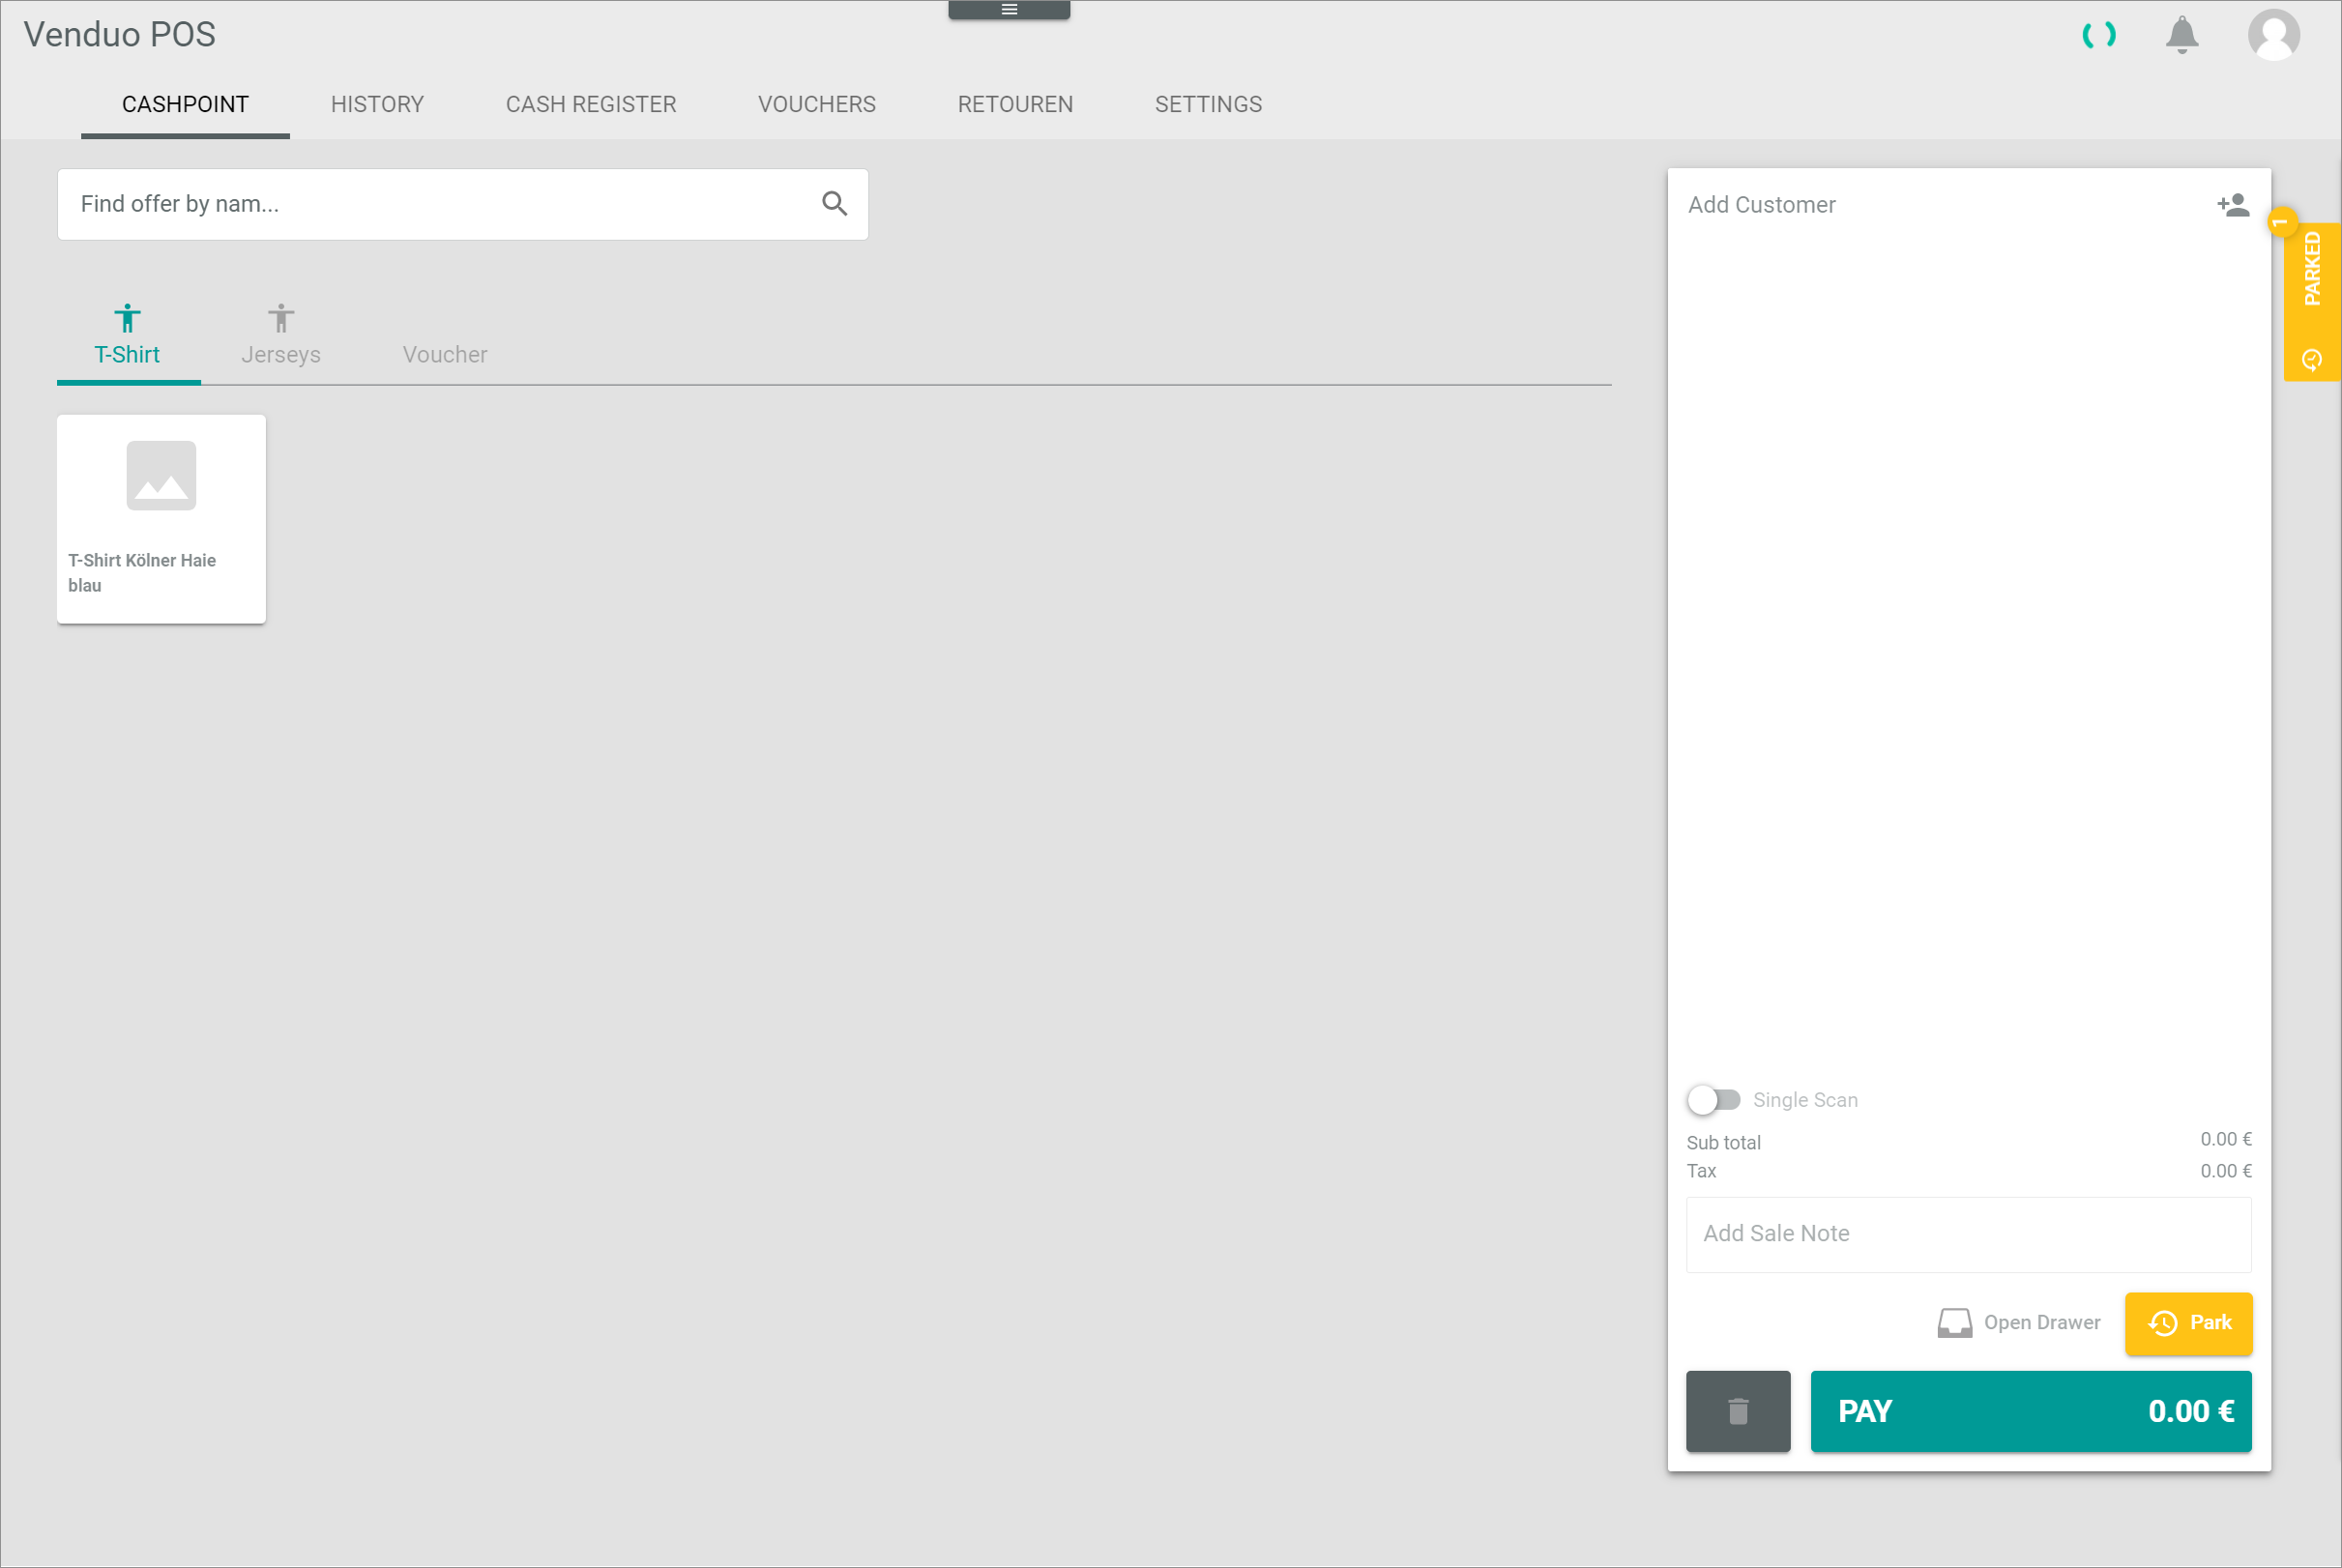 Venduo POS
CASHPOINT
HISTORY
CASH REGISTER
VOUCHERS
RETOUREN
SETTINGS
Find offer by nam...
T-Shirt
Jerseys
Voucher
T-Shirt Kölner Haie
blau
Add Customer
1
PARKED
Single Scan
Sub total
0.00 €
Tax
0.00 €
Add Sale Note
Open Drawer
Park
PAY
0.00 €